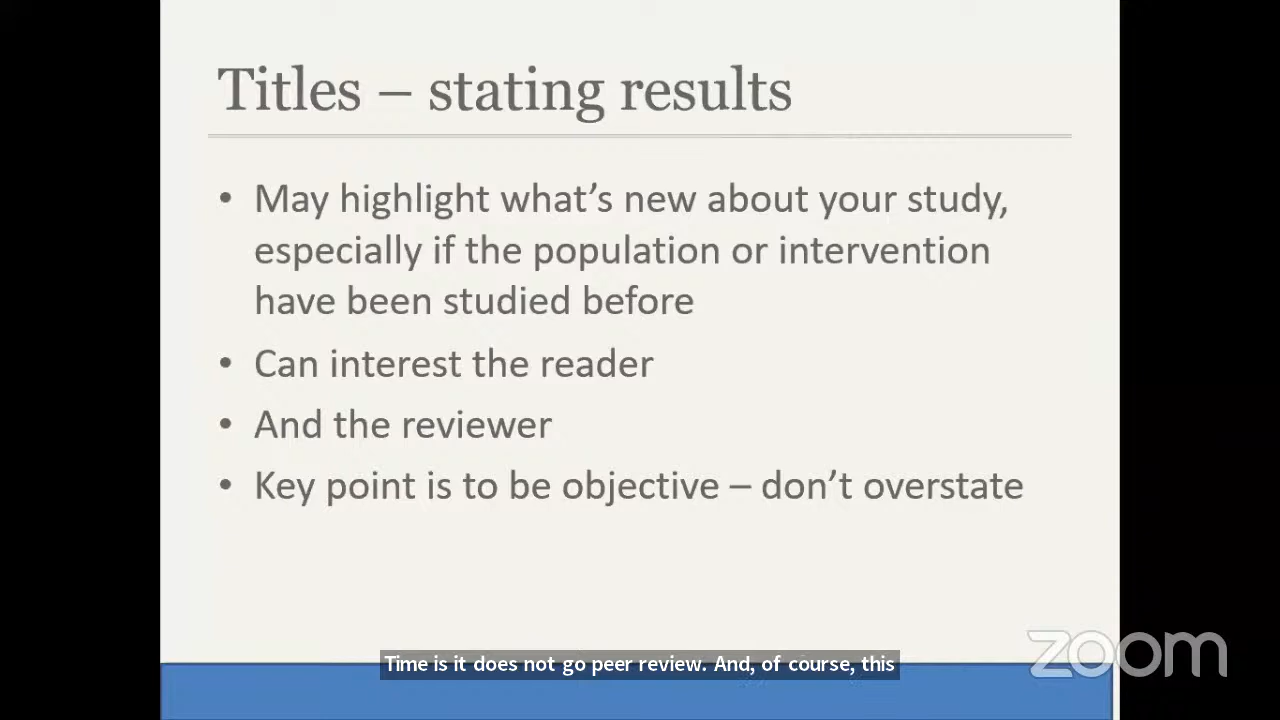 Titles – stating results
• May highlight what’s new about your study,
especially if the population or intervention
have been studied before
• Can interest the reader
• And the reviewer
• Key point is to be objective – don’t overstate
Time is it does not go peer review. And, of course, this
zoom